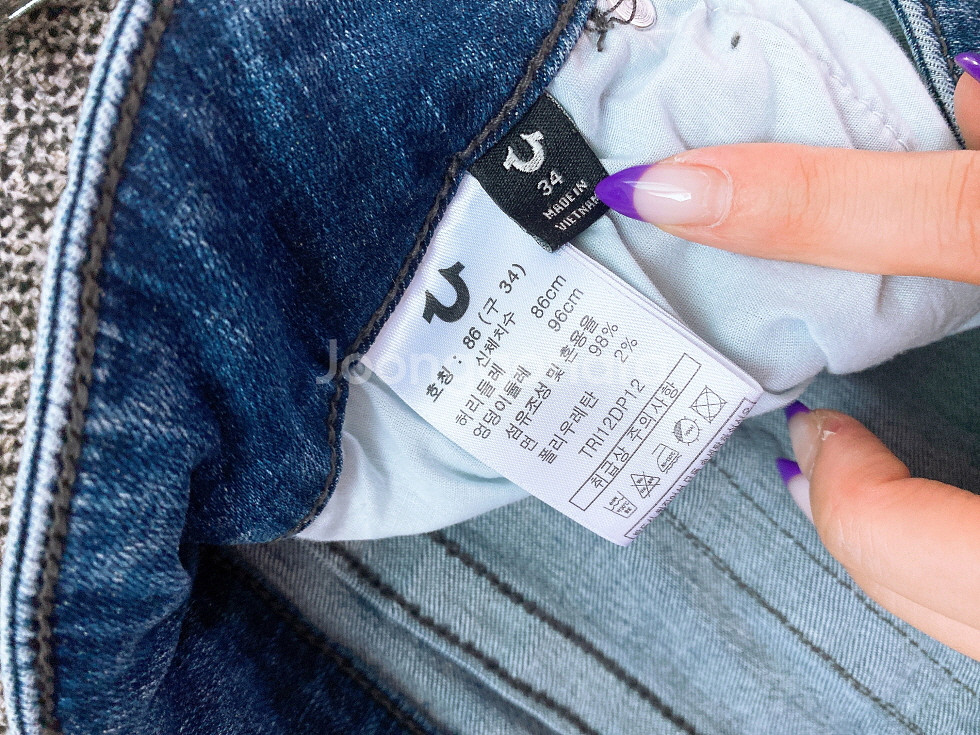 34
MADE IN
VIETNAM
호칭 : 86 (구 34)
신체치수
허리둘레 86cm
엉덩이둘레 96cm
섬유조성 및 혼용율
면 98%
폴리우레탄 2%
TRI12DP12
취급상 주의사항